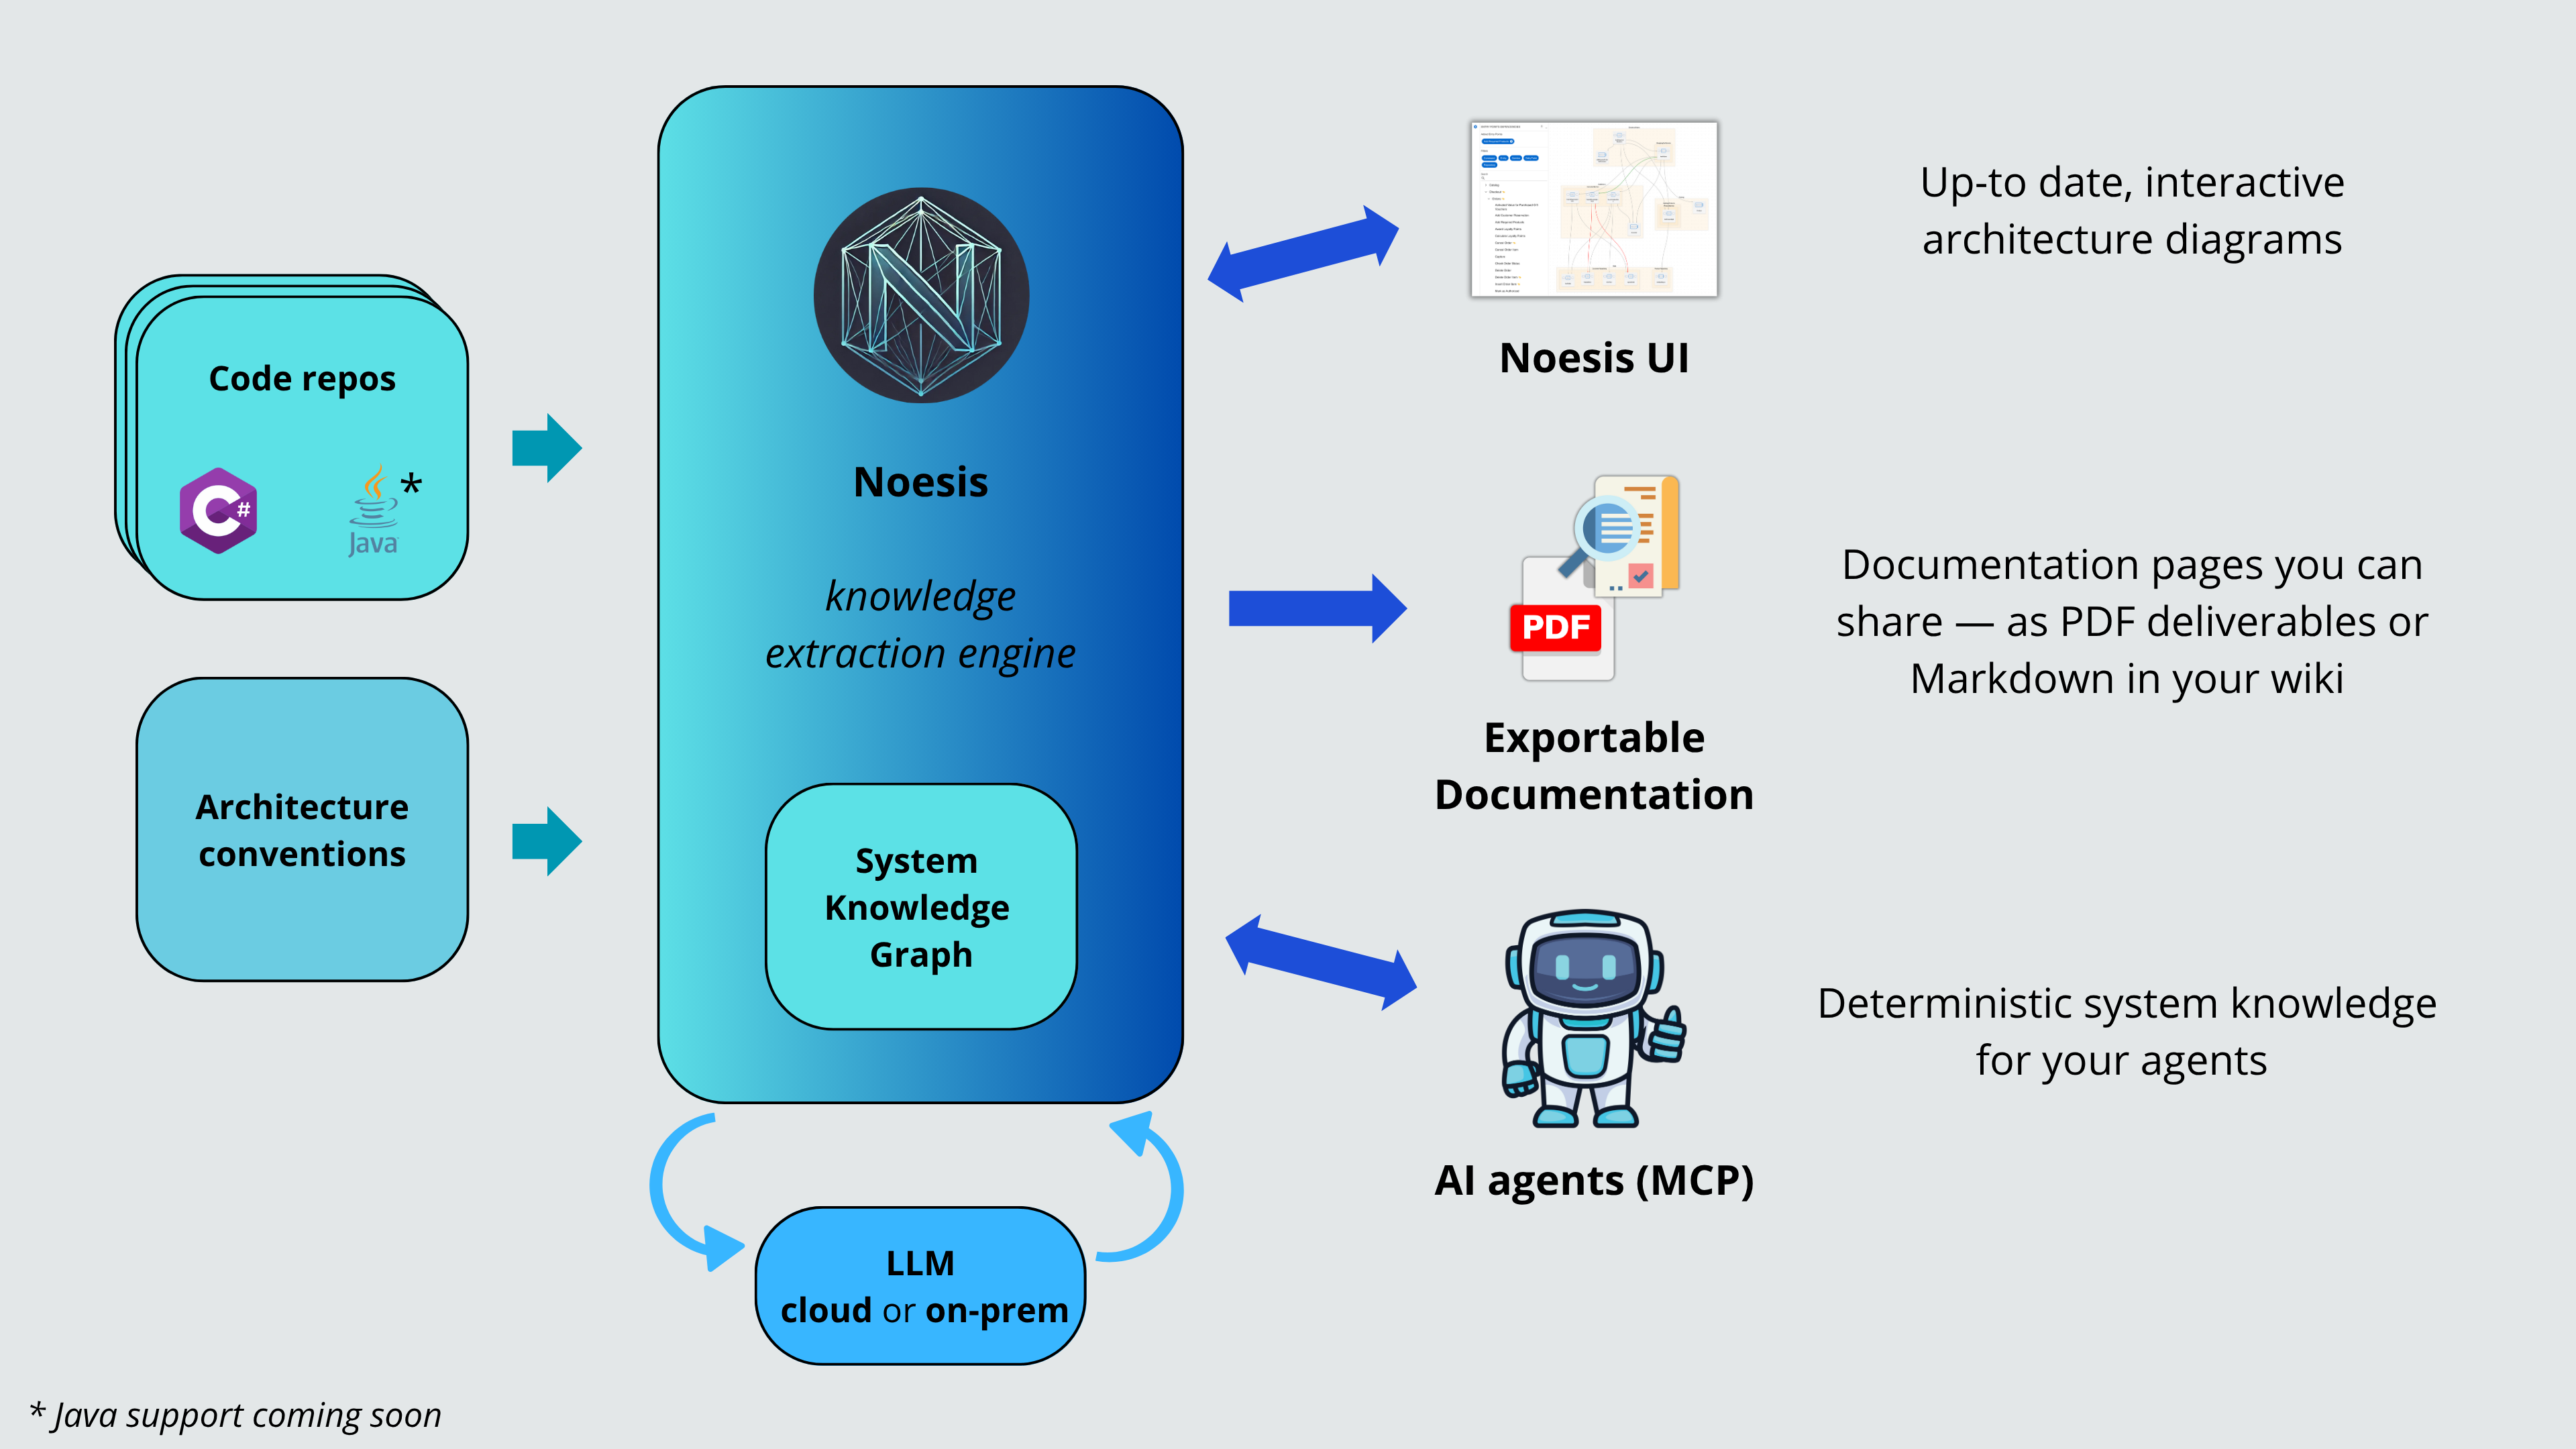 Code repos
C#
Java
*
Architecture
conventions
N
Noesis
knowledge
extraction engine
System
Knowledge
Graph
LLM
cloud or on-prem
Noesis UI
Up-to date, interactive
architecture diagrams
PDF
Exportable
Documentation
Documentation pages you can
share — as PDF deliverables or
Markdown in your wiki
AI agents (MCP)
Deterministic system knowledge
for your agents
* Java support coming soon